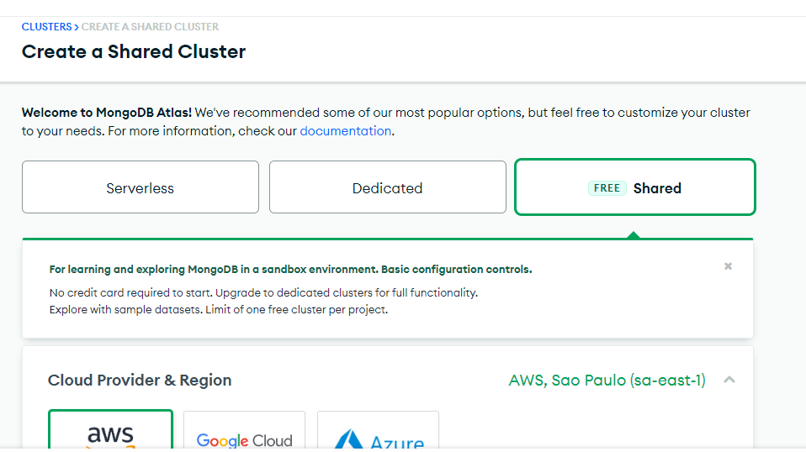 CLUSTERS > CREATE A SHARED CLUSTER
Create a Shared Cluster
Welcome to MongoDB Atlas! We've recommended some of our most popular options, but feel free to customize your cluster
to your needs. For more information, check our documentation.
Serverless
Dedicated
FREE Shared
For learning and exploring MongoDB in a sandbox environment. Basic configuration controls.
No credit card required to start. Upgrade to dedicated clusters for full functionality.
Explore with sample datasets. Limit of one free cluster per project.
Cloud Provider & Region
AWS, Sao Paulo (sa-east-1)
aws
Google Cloud
Azure